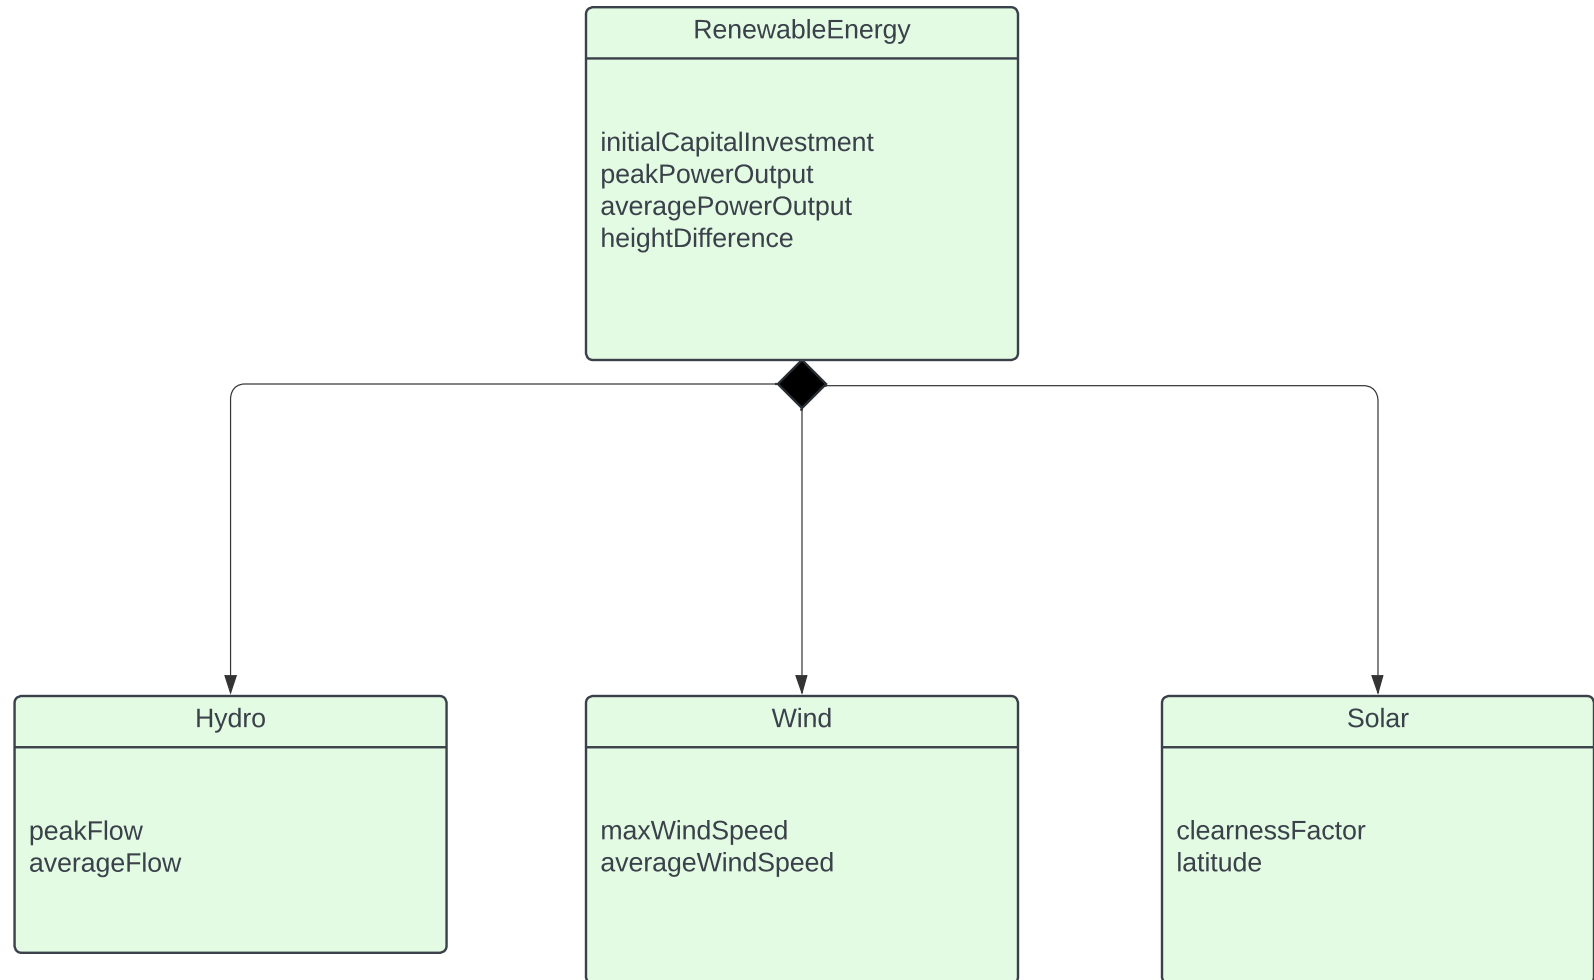 RenewableEnergy
initialCapitalInvestment
peakPowerOutput
averagePowerOutput
heightDifference
Hydro
peakFlow
averageFlow
Wind
maxWindSpeed
averageWindSpeed
Solar
clearnessFactor
latitude